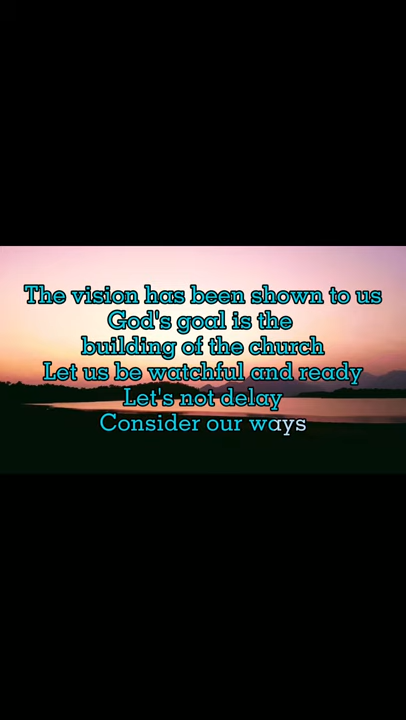 The vision has been shown to us
God's goal is the
building of the church
Let us be watchful and ready
Let's not delay
Consider our ways